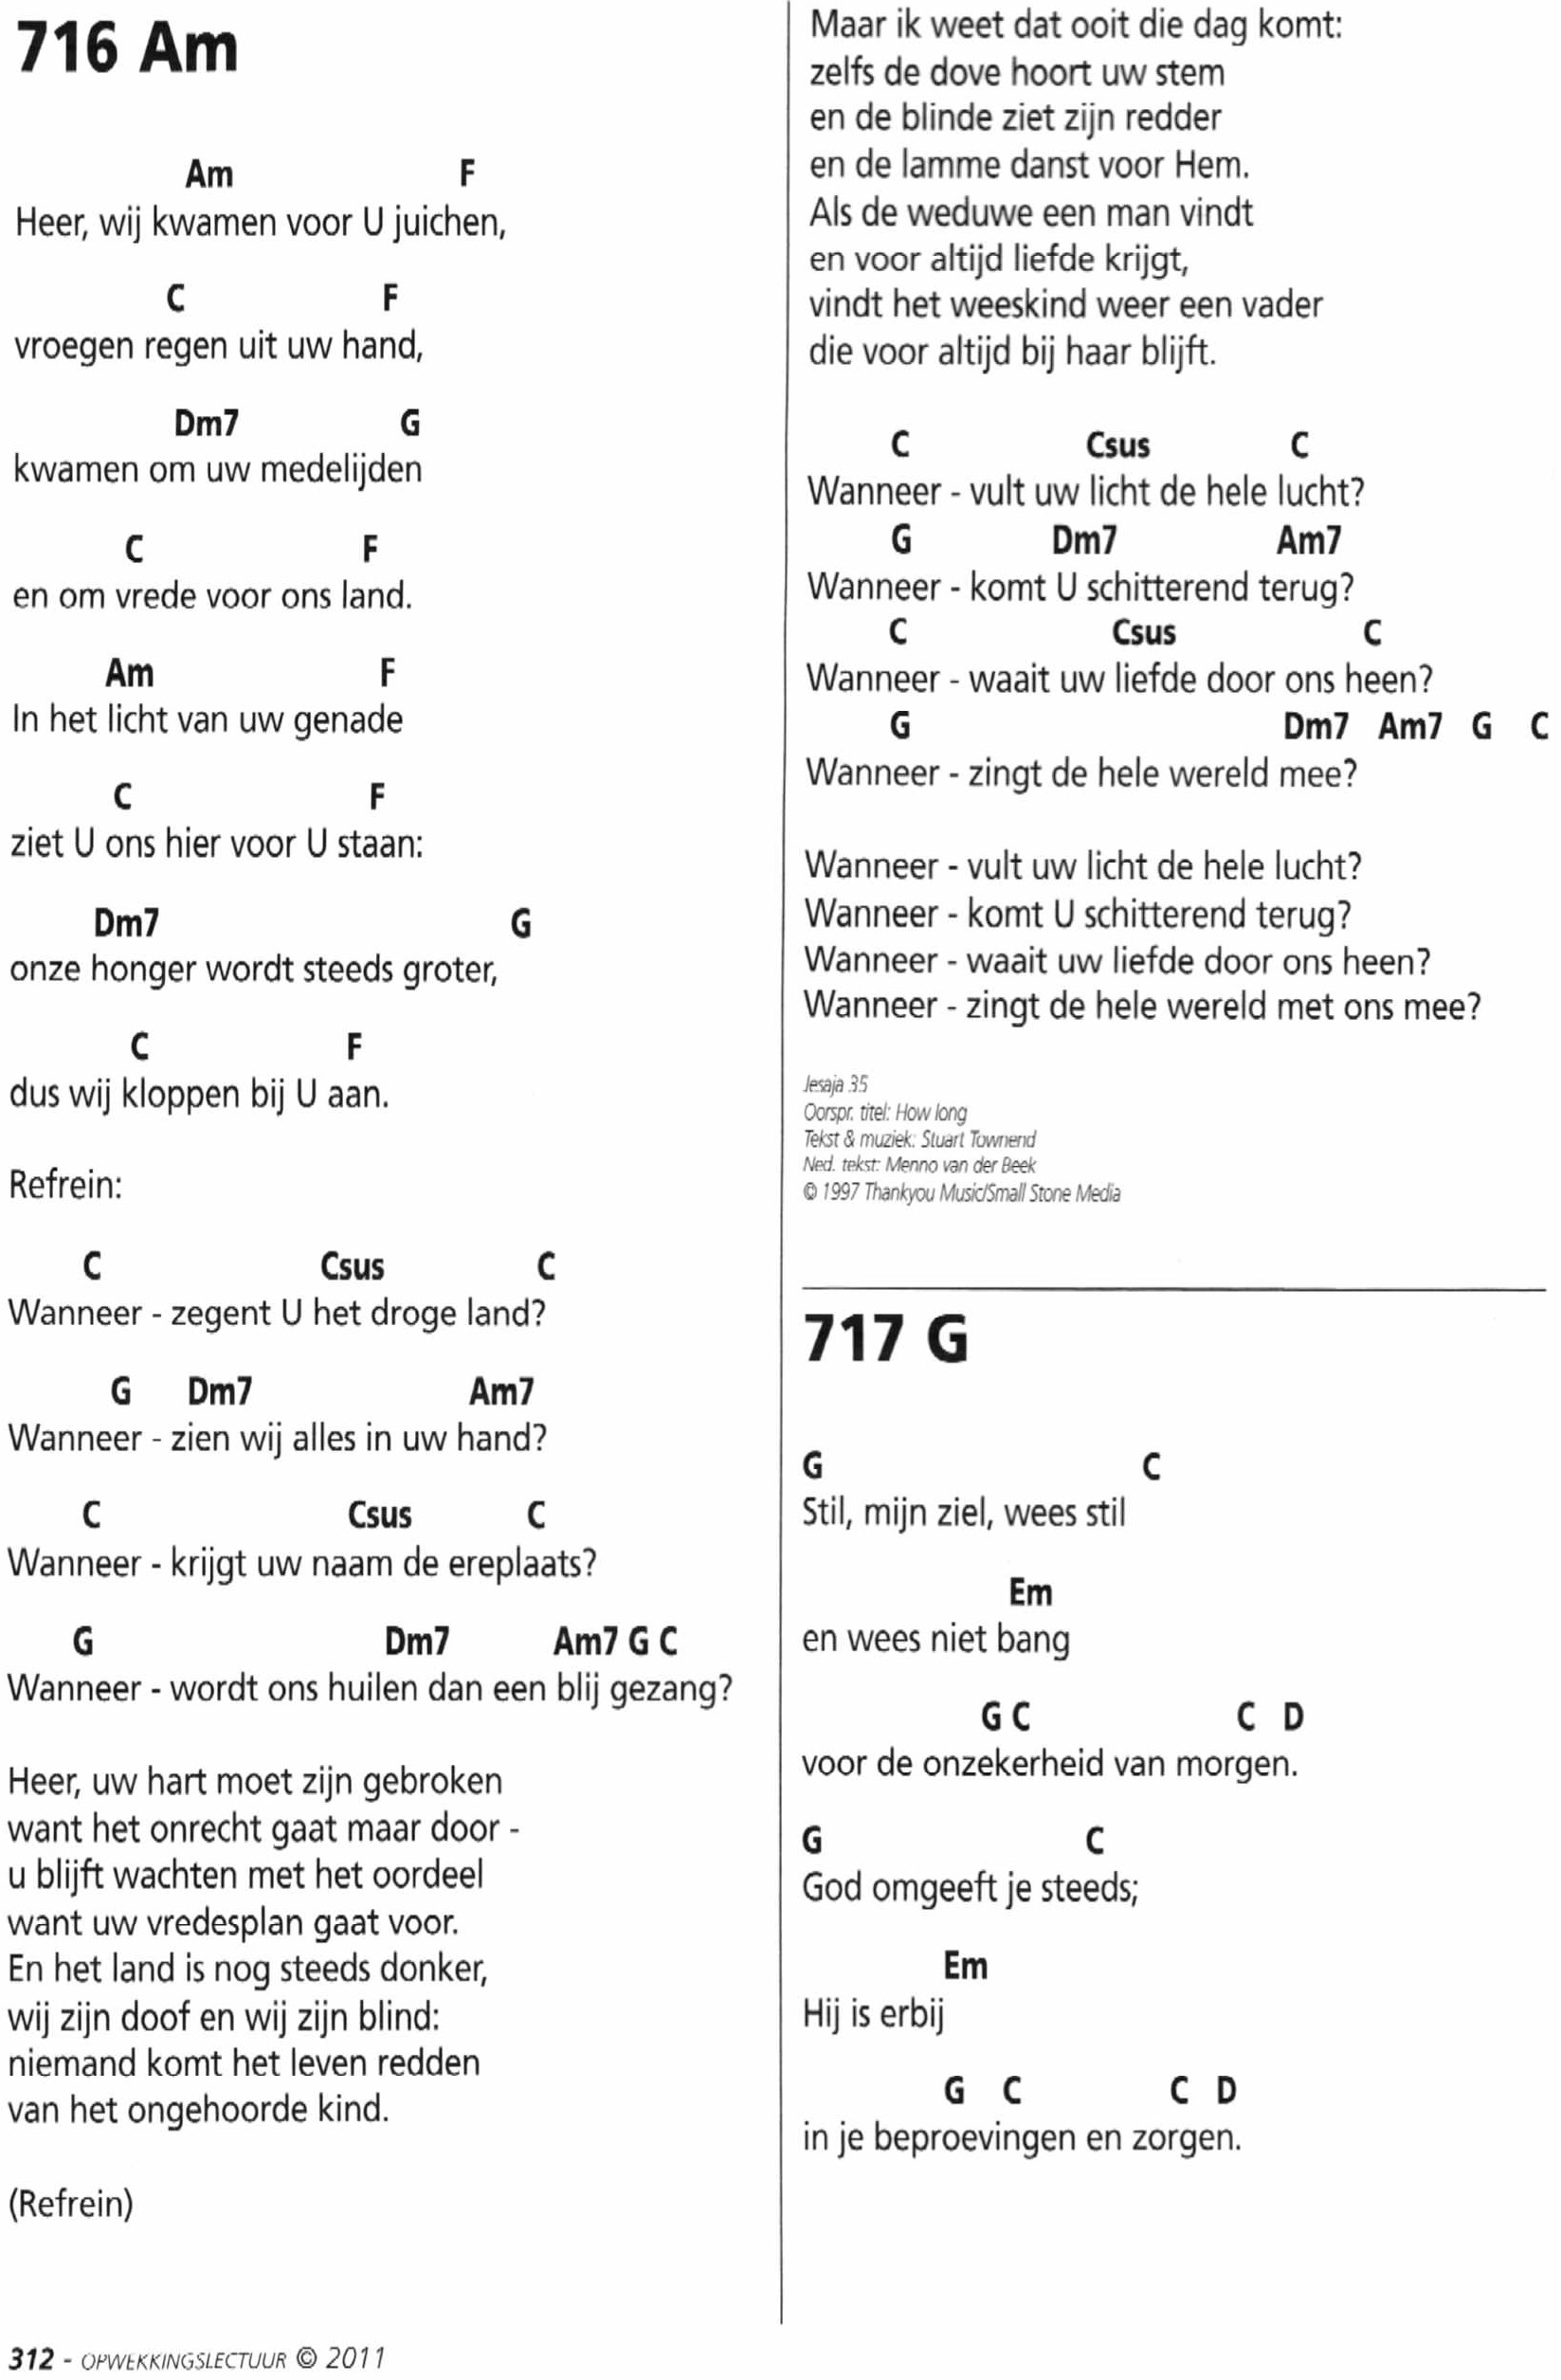 716 Am
Am F
Heer, wij kwamen voor U juichen,
C F
vroegen regen uit uw hand,
Dm7 G
kwamen om uw medelijden
C F
en om vrede voor ons land.
Am F
In het licht van uw genade
C F
ziet U ons hier voor U staan:
Dm7 G
onze honger wordt steeds groter,
C F
dus wij kloppen bij U aan.
Refrein:
C Csus C
Wanneer - zegent U het droge land?
G Dm7 Am7
Wanneer - zien wij alles in uw hand?
C Csus C
Wanneer - krijgt uw naam de ereplaats?
G Dm7 Am7 G C
Wanneer - wordt ons huilen dan een blij gezang?
Heer, uw hart moet zijn gebroken
want het onrecht gaat maar door -
u blijft wachten met het oordeel
want uw vredesplan gaat voor.
En het land is nog steeds donker,
wij zijn doof en wij zijn blind:
niemand komt het leven redden
van het ongehoorde kind.
(Refrein)
Maar ik weet dat ooit die dag komt:
zelfs de dove hoort uw stem
en de blinde ziet zijn redder
en de lamme danst voor Hem.
Als de weduwe een man vindt
en voor altijd liefde krijgt,
vindt het weeskind weer een vader
die voor altijd bij haar blijft.
C Csus C
Wanneer - vult uw licht de hele lucht?
G Dm7 Am7
Wanneer - komt U schitterend terug?
C Csus C
Wanneer - waait uw liefde door ons heen?
G Dm7 Am7 G C
Wanneer - zingt de hele wereld mee?
Wanneer - vult uw licht de hele lucht?
Wanneer - komt U schitterend terug?
Wanneer - waait uw liefde door ons heen?
Wanneer - zingt de hele wereld met ons mee?
Jesaja 35
Oorspr. titel: How long
Tekst & muziek: Stuart Townend
Ned. tekst: Menno van der Beek
© 1997 Thankyou Music/Small Stone Media
717 G
G C
Stil, mijn ziel, wees stil
Em
en wees niet bang
G C C D
voor de onzekerheid van morgen.
G C
God omgeeft je steeds;
Em
Hij is erbij
G C C D
in je beproevingen en zorgen.
312 - OPWEKKINGSLECTUUR © 2011